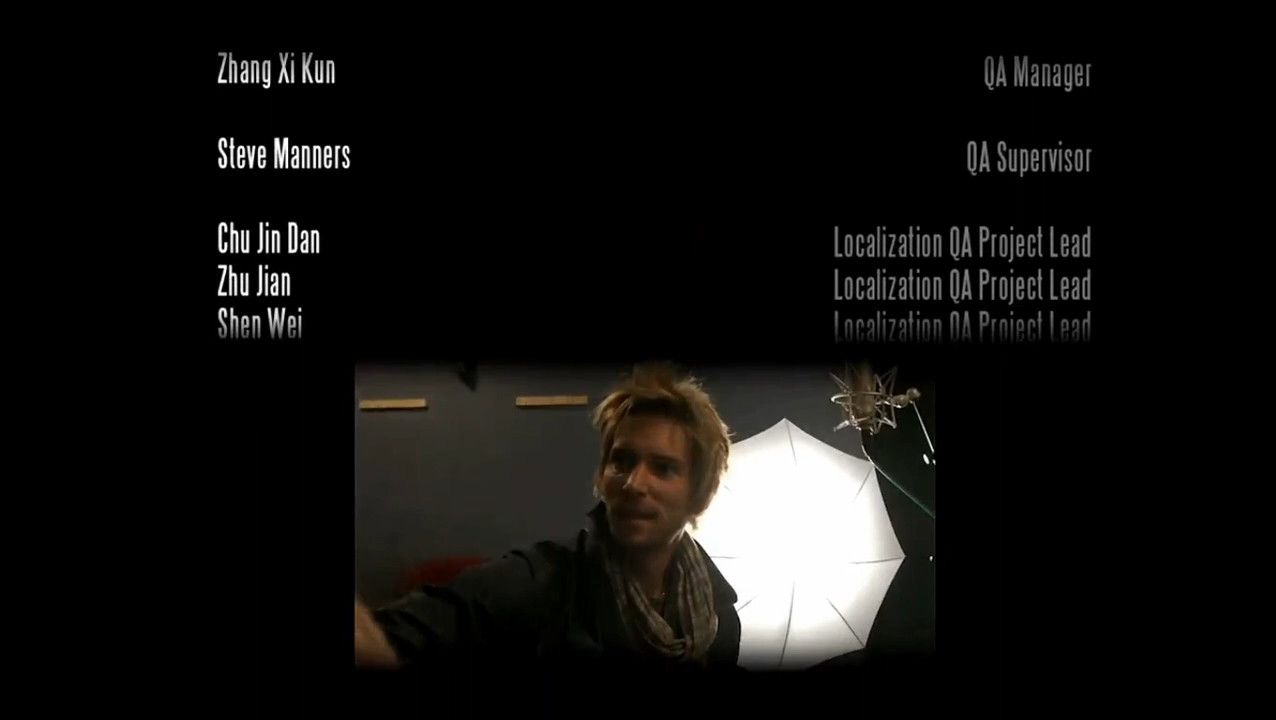 Zhang Xi Kun QA Manager
Steve Manners QA Supervisor
Chu Jin Dan Localization QA Project Lead
Zhu Jian Localization QA Project Lead
Shen Wei Localization QA Project Lead